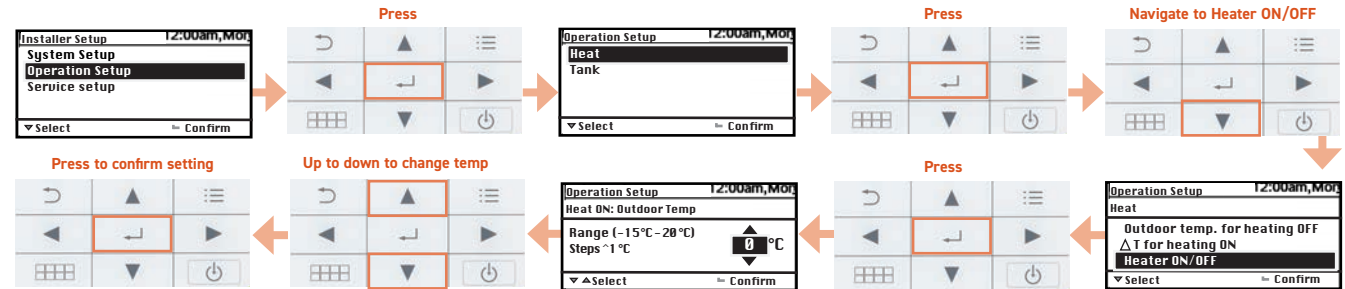 Press
Press
Navigate to Heater ON/OFF
Installer Setup 12:00am, Mon
System Setup
Operation Setup
Service setup
▼Select Confirm
Operation Setup 12:00am, Mon
Heat
Tank
▼Select Confirm
Press to confirm setting
Up to down to change temp
Press
Operation Setup 12:00am, Mon
Heat ON: Outdoor Temp
Range (-15°C-20°C)
Steps ^1°C
0 °C
▼▲Select Confirm
Operation Setup 12:00am, Mon
Heat
Outdoor temp. for heating OFF
△T for heating ON
Heater ON/OFF
▼Select Confirm